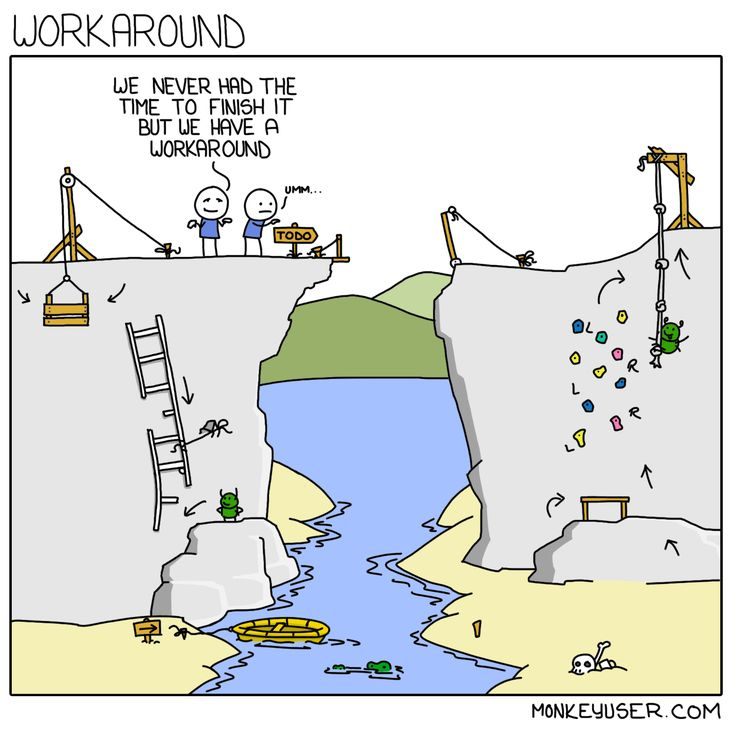 WORKAROUND
WE NEVER HAD THE
TIME TO FINISH IT
BUT WE HAVE A
WORKAROUND
UMM...
TODO
L
R
L
R
L
MONKEYUSER.COM